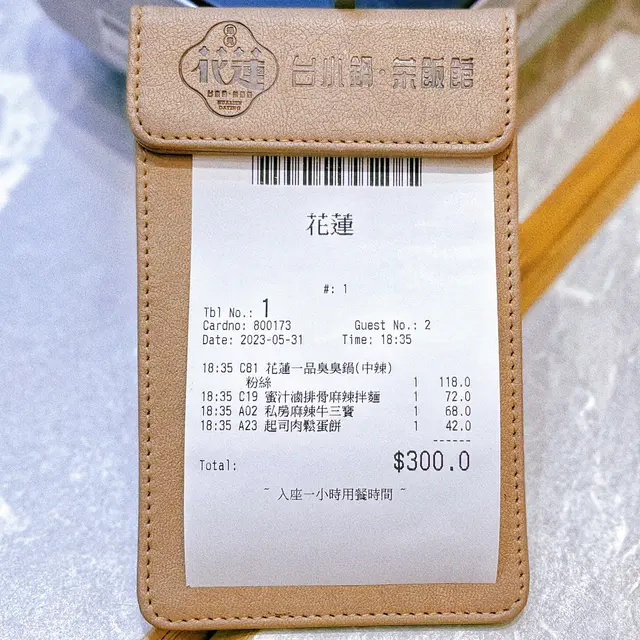 花蓮
台小鍋·茶飯館
花蓮
#: 1
Tbl No.: 1
Cardno: 800173 Guest No.: 2
Date: 2023-05-31 Time: 18:35
18:35 C81 花蓮一品臭臭鍋(中辣)
粉絲 1 118.0
18:35 C19 蜜汁滷排骨麻辣拌麵 1 72.0
18:35 A02 私房麻辣牛三寶 1 68.0
18:35 A23 起司肉鬆蛋餅 1 42.0
------
Total: $300.0
~ 入座一小時用餐時間 ~